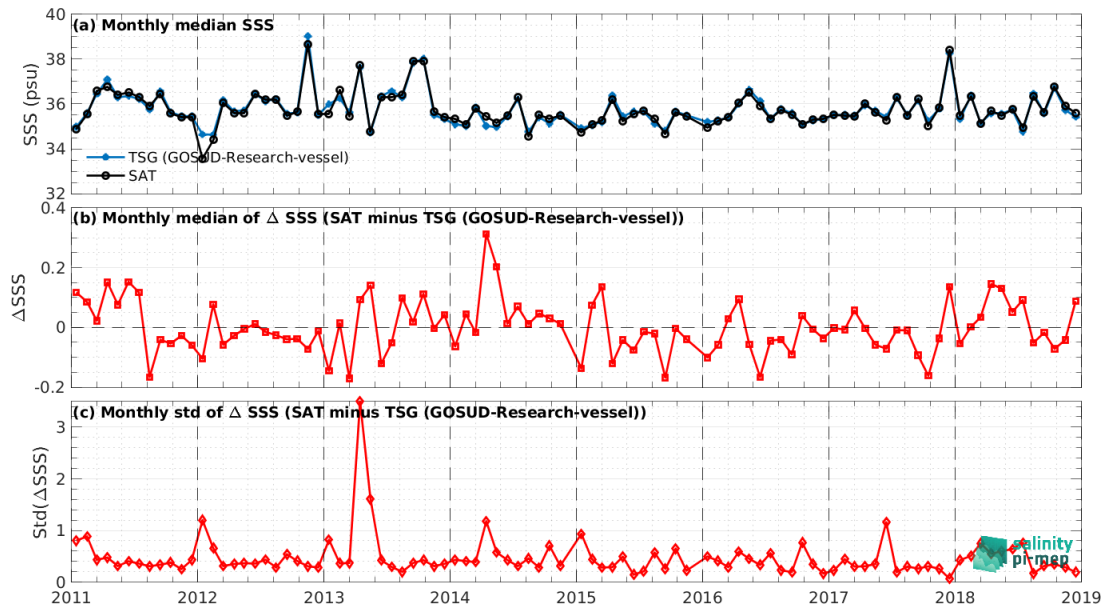 (a) Monthly median SSS
40
38
36
34
32
SSS (psu)
TSG (GOSUD-Research-vessel)
SAT
(b) Monthly median of Δ SSS (SAT minus TSG (GOSUD-Research-vessel))
0.4
0.2
0
-0.2
ΔSSS
(c) Monthly std of Δ SSS (SAT minus TSG (GOSUD-Research-vessel))
3
2
1
0
Std(ΔSSS)
salinity
pi-mep
2011 2012 2013 2014 2015 2016 2017 2018 2019